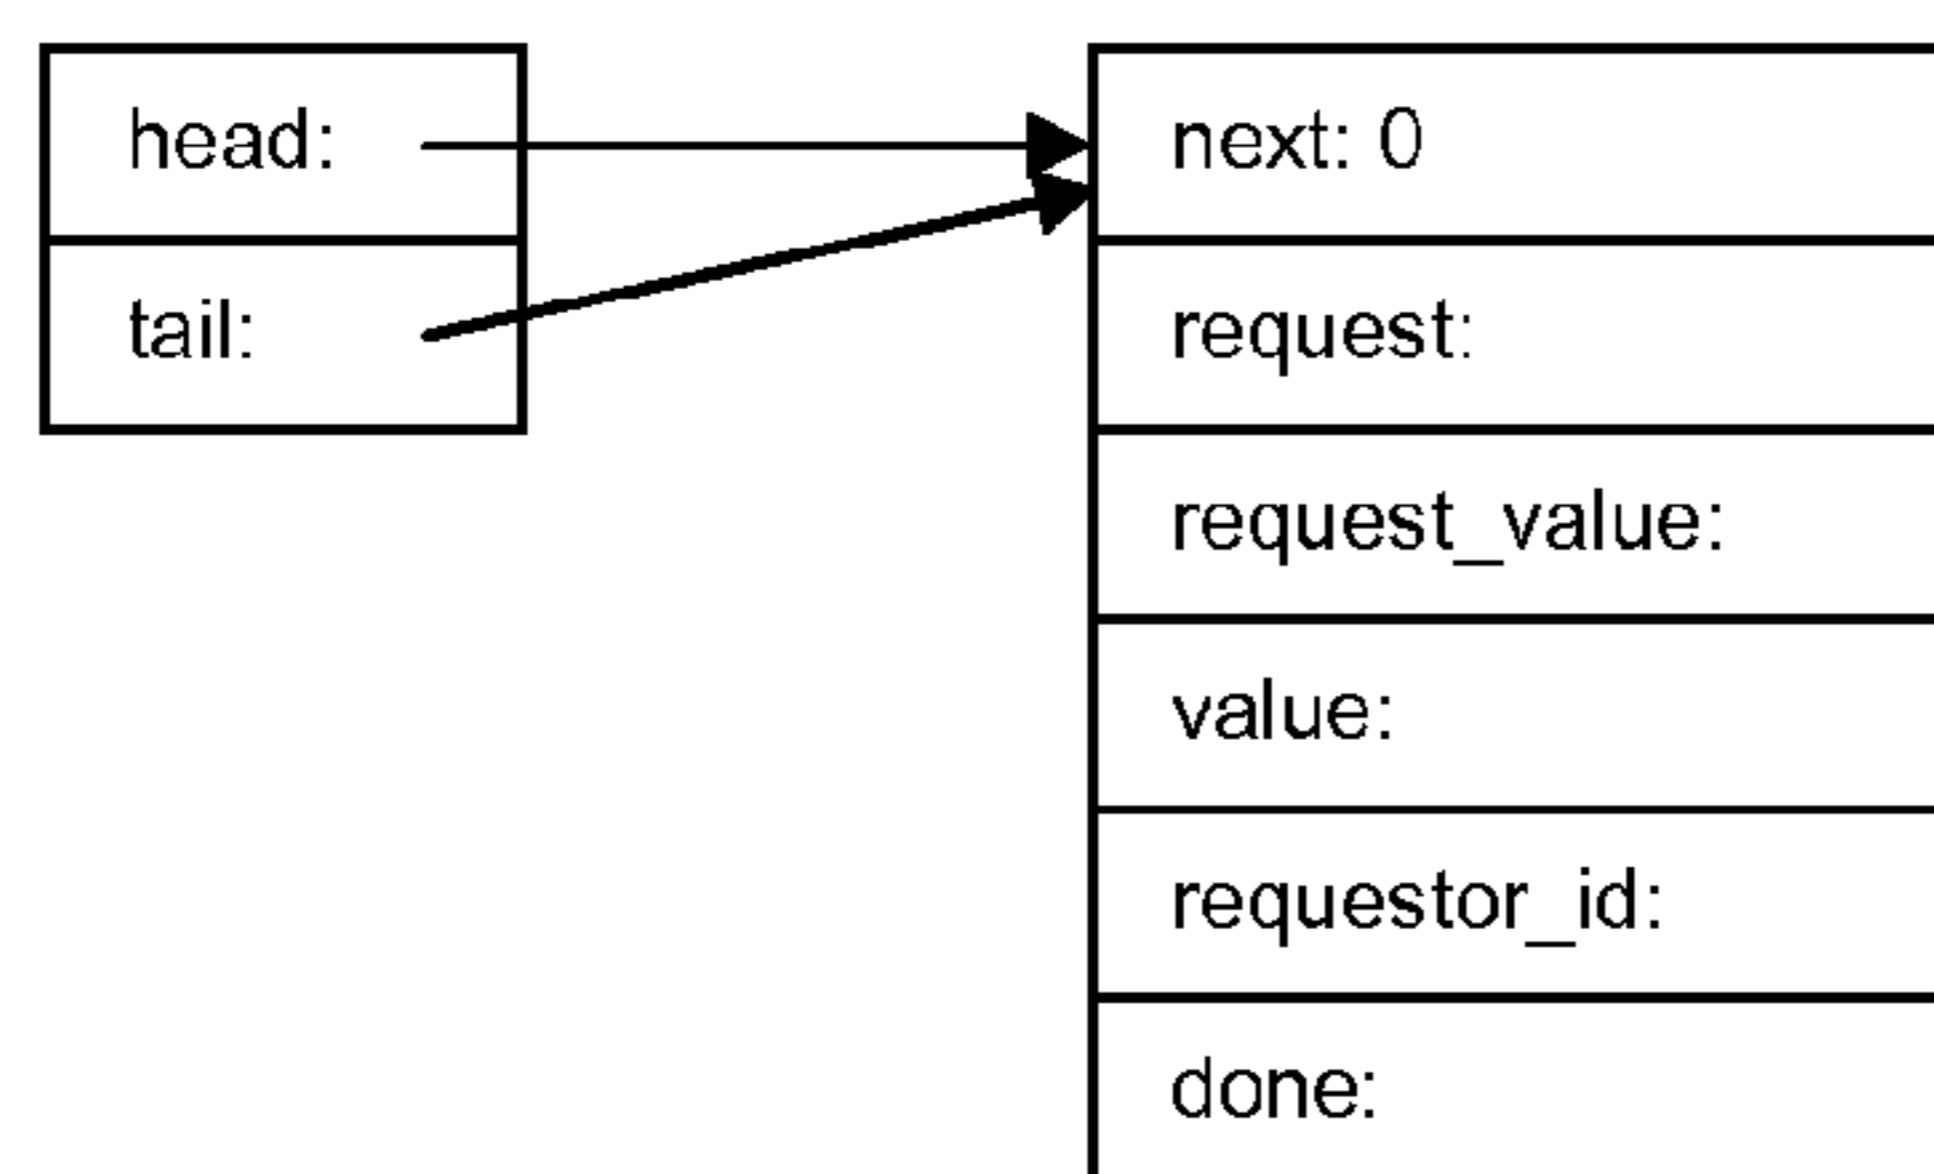 head:
tail:
next: 0
request:
request_value:
value:
requestor_id:
done: